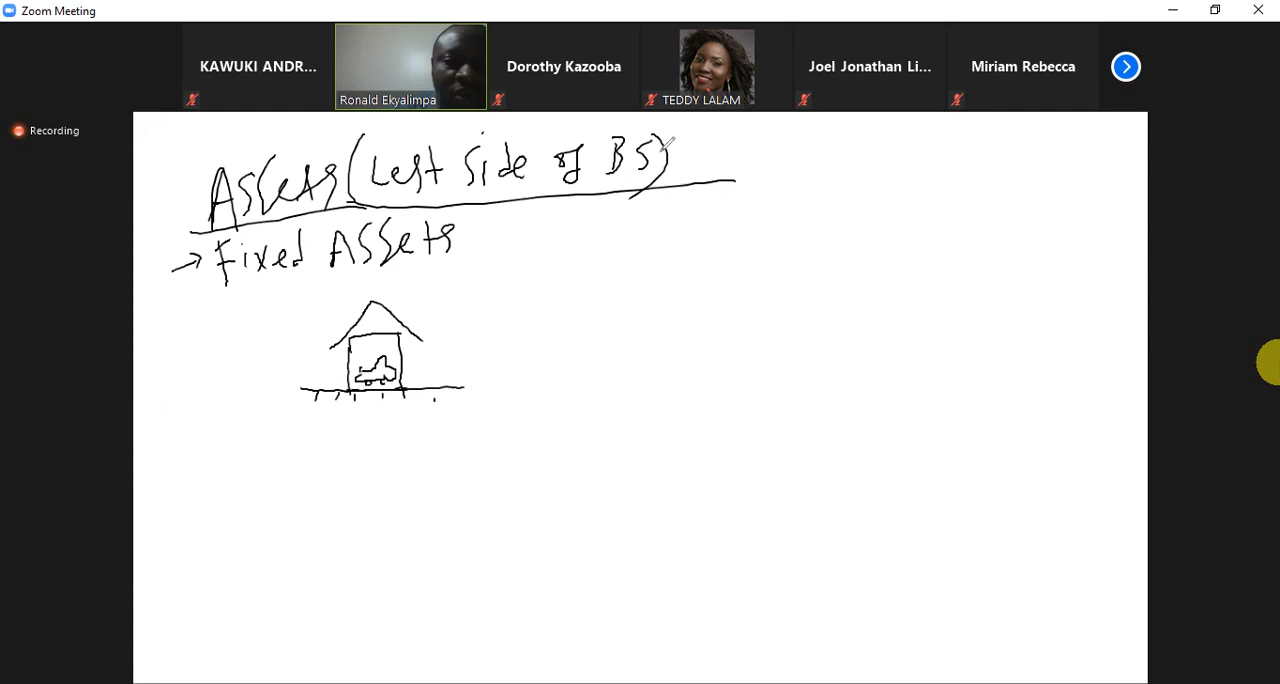 Zoom Meeting
KAWUKI ANDR...
Ronald Ekyalimpa
Dorothy Kazooba
TEDDY LALAM
Joel Jonathan Li...
Miriam Rebecca
Recording
Assets (Left side of BS)
→ Fixed Assets